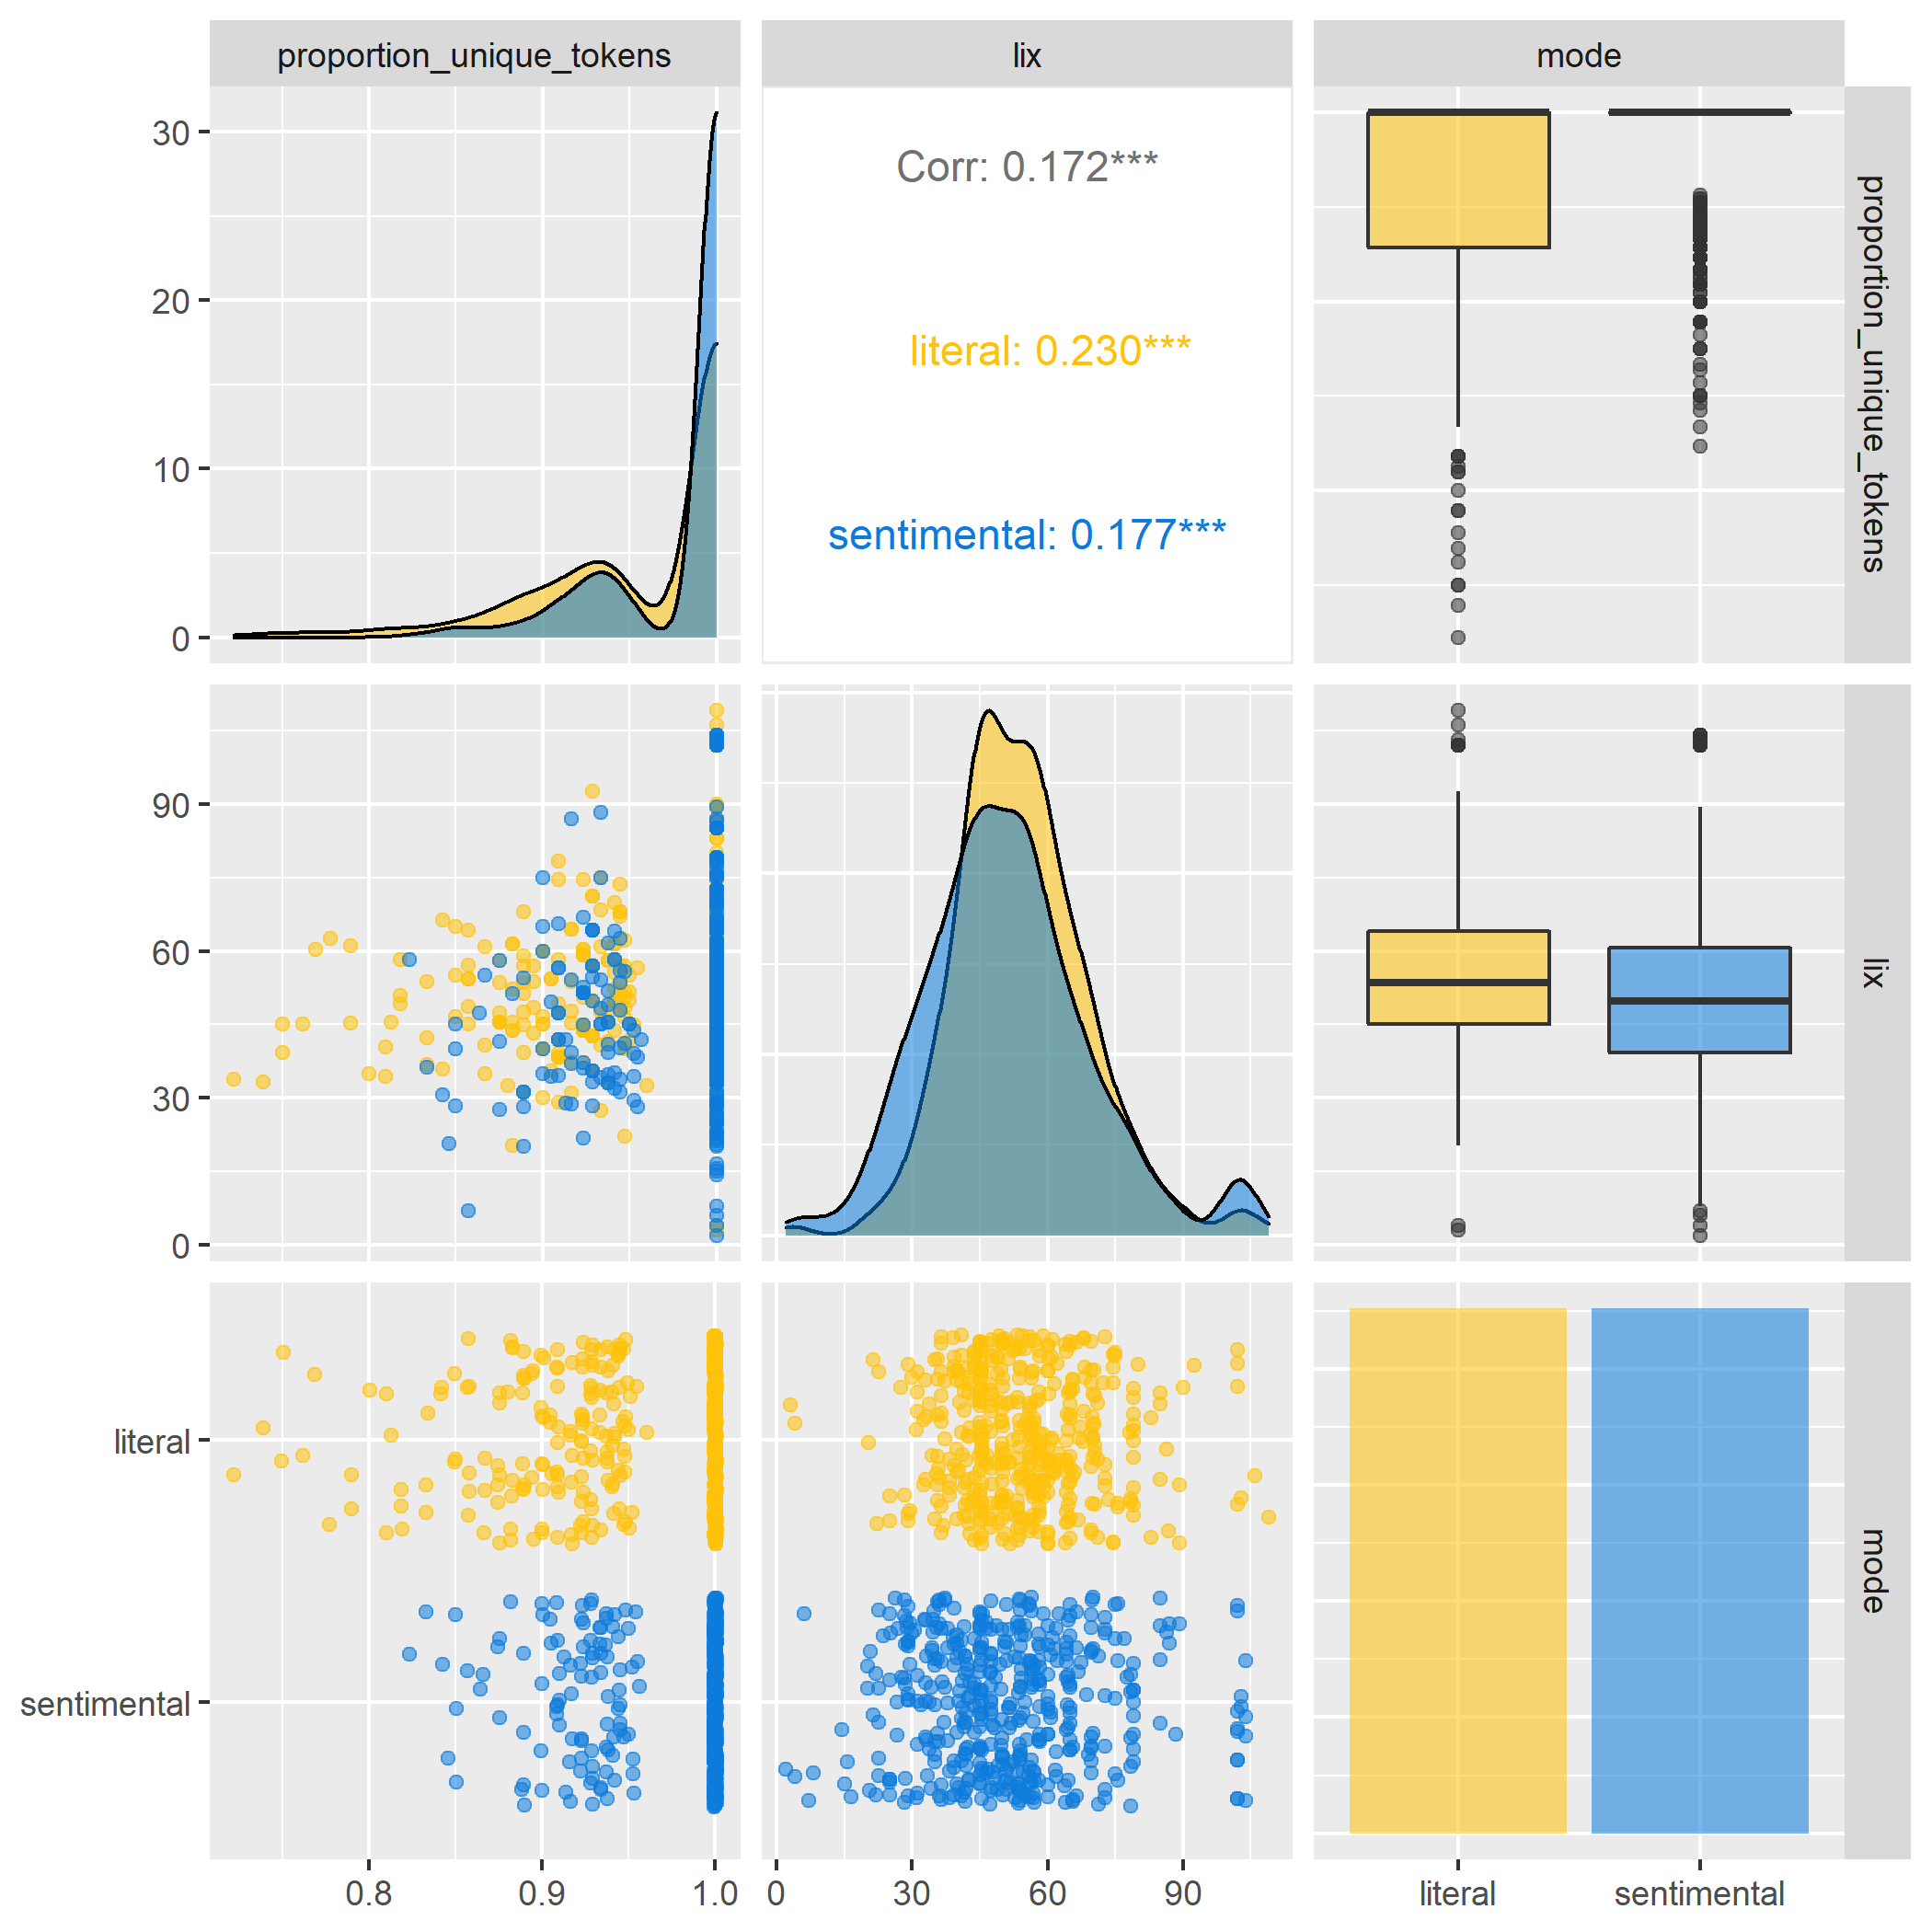 proportion_unique_tokens
lix
mode
30
20
10
0
Corr: 0.172***
literal: 0.230***
sentimental: 0.177***
proportion_unique_tokens
90
60
30
0
lix
literal
sentimental
mode
0.8
0.9
1.0
0
30
60
90
literal
sentimental